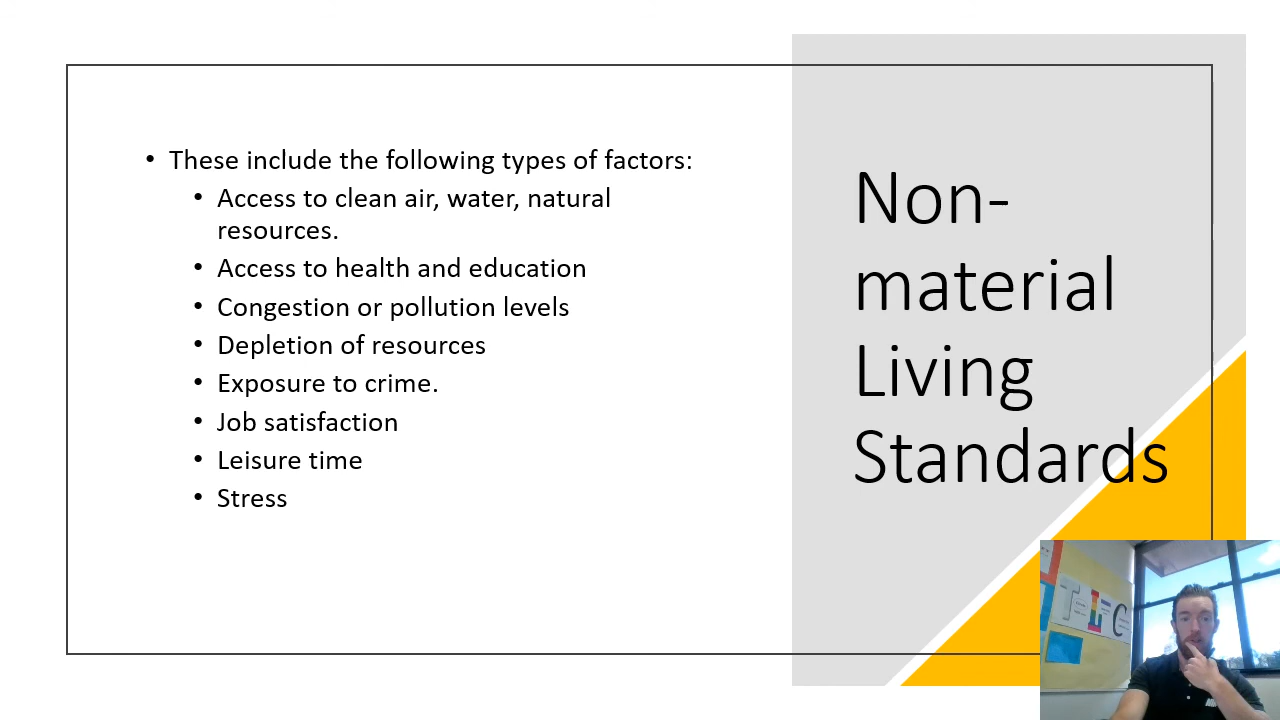 • These include the following types of factors:
• Access to clean air, water, natural
resources.
• Access to health and education
• Congestion or pollution levels
• Depletion of resources
• Exposure to crime.
• Job satisfaction
• Leisure time
• Stress
Non-
material
Living
Standards